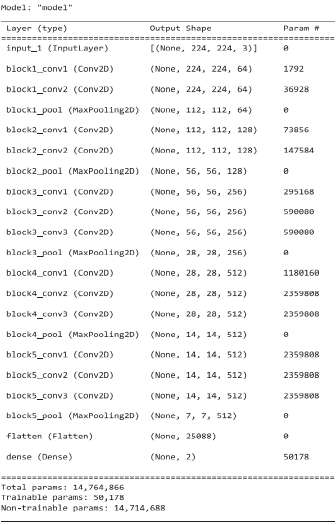 Model: "model"
Layer (type) Output Shape Param #
input_1 (InputLayer) [(None, 224, 224, 3)] 0
block1_conv1 (Conv2D) (None, 224, 224, 64) 1792
block1_conv2 (Conv2D) (None, 224, 224, 64) 36928
block1_pool (MaxPooling2D) (None, 112, 112, 64) 0
block2_conv1 (Conv2D) (None, 112, 112, 128) 73856
block2_conv2 (Conv2D) (None, 112, 112, 128) 147584
block2_pool (MaxPooling2D) (None, 56, 56, 128) 0
block3_conv1 (Conv2D) (None, 56, 56, 256) 295168
block3_conv2 (Conv2D) (None, 56, 56, 256) 590080
block3_conv3 (Conv2D) (None, 56, 56, 256) 590080
block3_pool (MaxPooling2D) (None, 28, 28, 256) 0
block4_conv1 (Conv2D) (None, 28, 28, 512) 1180160
block4_conv2 (Conv2D) (None, 28, 28, 512) 2359808
block4_conv3 (Conv2D) (None, 28, 28, 512) 2359808
block4_pool (MaxPooling2D) (None, 14, 14, 512) 0
block5_conv1 (Conv2D) (None, 14, 14, 512) 2359808
block5_conv2 (Conv2D) (None, 14, 14, 512) 2359808
block5_conv3 (Conv2D) (None, 14, 14, 512) 2359808
block5_pool (MaxPooling2D) (None, 7, 7, 512) 0
flatten (Flatten) (None, 25088) 0
dense (Dense) (None, 2) 50178
Total params: 14,764,866
Trainable params: 50,178
Non-trainable params: 14,714,688